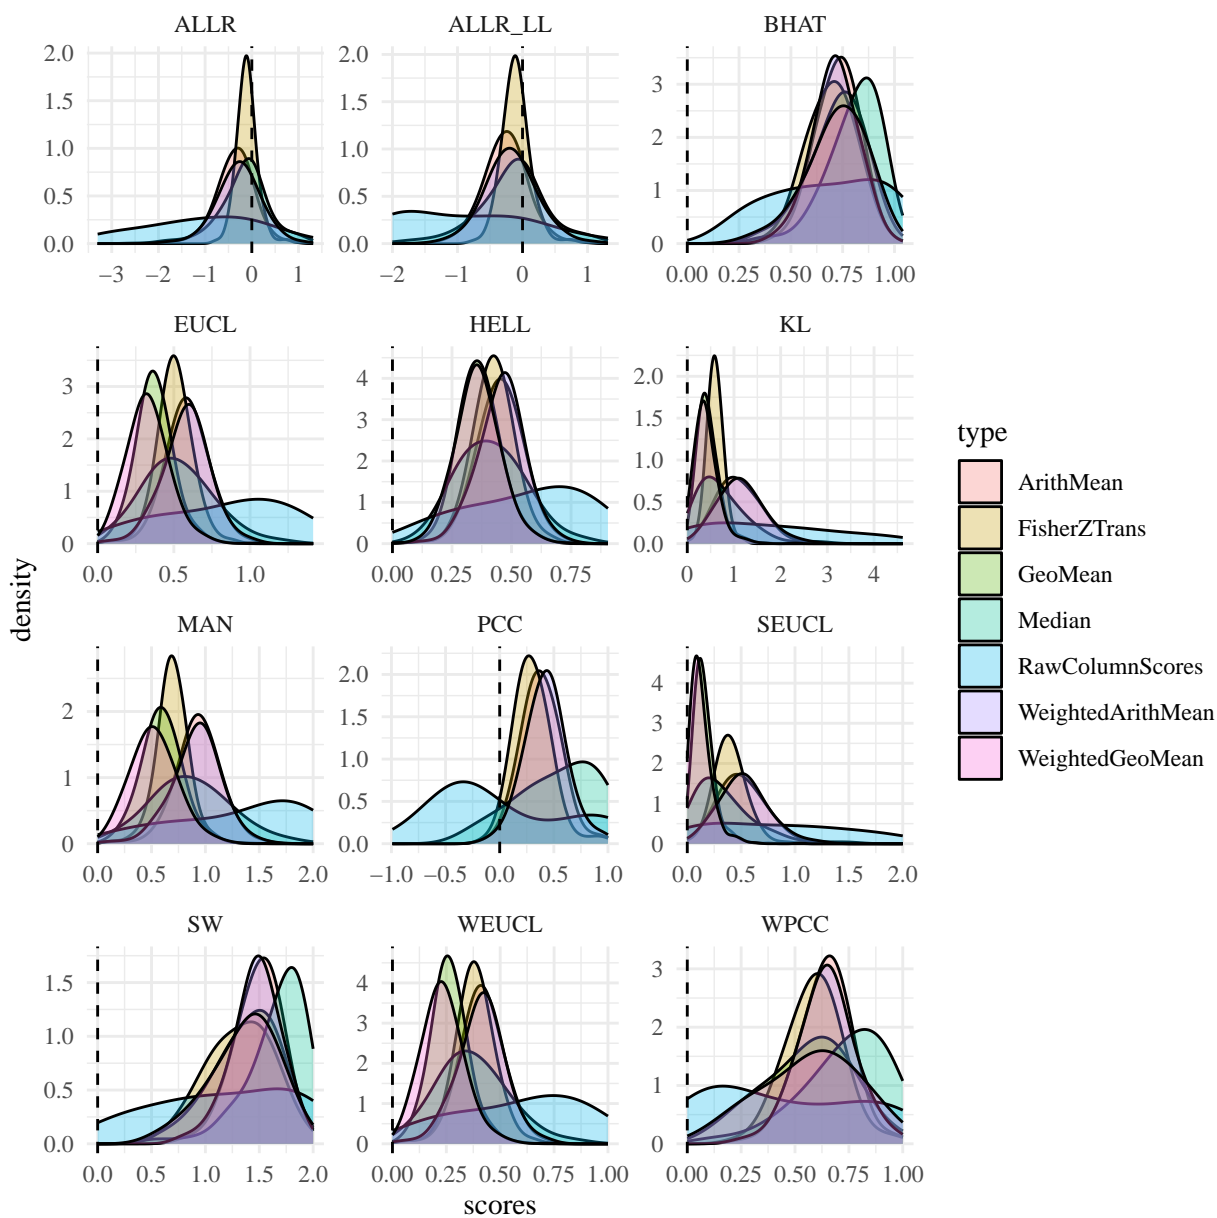 ALLR ALLR_LL BHAT
2.0 2.0
1.5 1.5 3
1.0 1.0 2
0.5 0.5 1
0.0 0.0 0
−3 −2 −1 0 1 −2 −1 0 1 0.00 0.25 0.50 0.75 1.00
EUCL HELL KL
3 4 2.0
2 3 1.5
1 2 1.0
0 1 0.5
0 0.0
0.0 0.5 1.0 0.00 0.25 0.50 0.75 0 1 2 3 4
MAN PCC SEUCL
2 2.0 4
1 1.5 3
0 1.0 2
0.5 1
0.0 0
0.0 0.5 1.0 1.5 2.0 −1.0 −0.5 0.0 0.5 1.0 0.0 0.5 1.0 1.5 2.0
SW WEUCL WPCC
1.5 4 3
1.0 3 2
0.5 2 1
0.0 1 0
0
0.0 0.5 1.0 1.5 2.0 0.00 0.25 0.50 0.75 1.00 0.00 0.25 0.50 0.75 1.00
scores
density
type
ArithMean
FisherZTrans
GeoMean
Median
RawColumnScores
WeightedArithMean
WeightedGeoMean